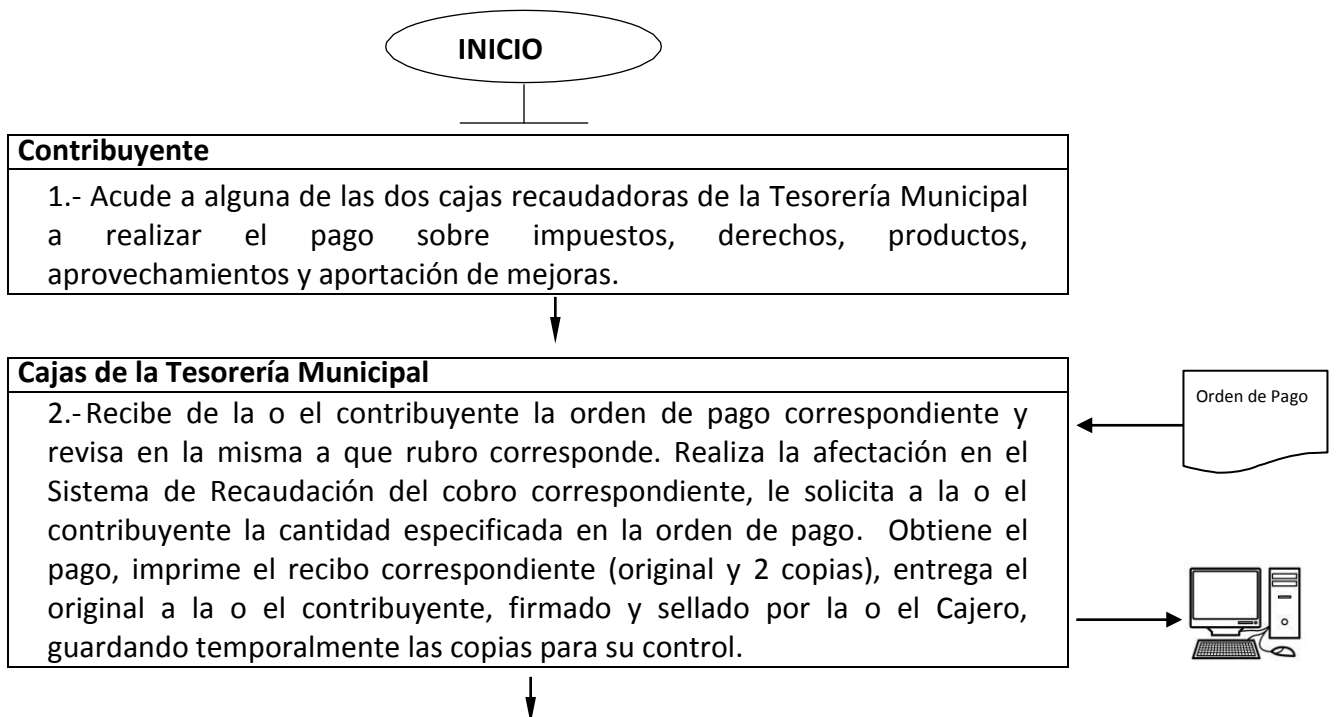 INICIO
Contribuyente
1.- Acude a alguna de las dos cajas recaudadoras de la Tesorería Municipal
a realizar el pago sobre impuestos, derechos, productos,
aprovechamientos y aportación de mejoras.
Cajas de la Tesorería Municipal
2.- Recibe de la o el contribuyente la orden de pago correspondiente y
revisa en la misma a que rubro corresponde. Realiza la afectación en el
Sistema de Recaudación del cobro correspondiente, le solicita a la o el
contribuyente la cantidad especificada en la orden de pago. Obtiene el
pago, imprime el recibo correspondiente (original y 2 copias), entrega el
original a la o el contribuyente, firmado y sellado por la o el Cajero,
guardando temporalmente las copias para su control.
Orden de Pago